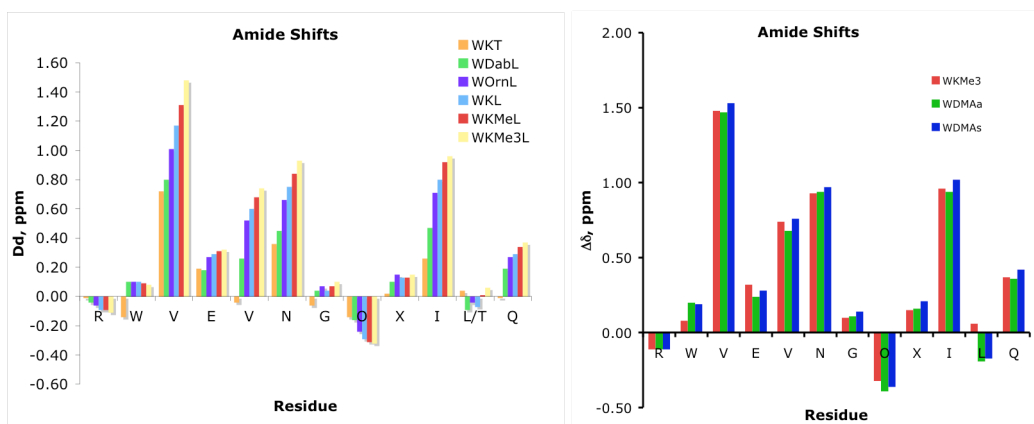 Amide Shifts
WKT
WDabL
WOrnL
WKL
WKMeL
WKMe3L
Dd, ppm
1.60
1.40
1.20
1.00
0.80
0.60
0.40
0.20
0.00
-0.20
-0.40
-0.60
R W V E V N G O X I L/T Q
Residue
Amide Shifts
WKMe3
WDMAa
WDMAs
Δδ, ppm
2.00
1.50
1.00
0.50
0.00
-0.50
R W V E V N G O X I L Q
Residue